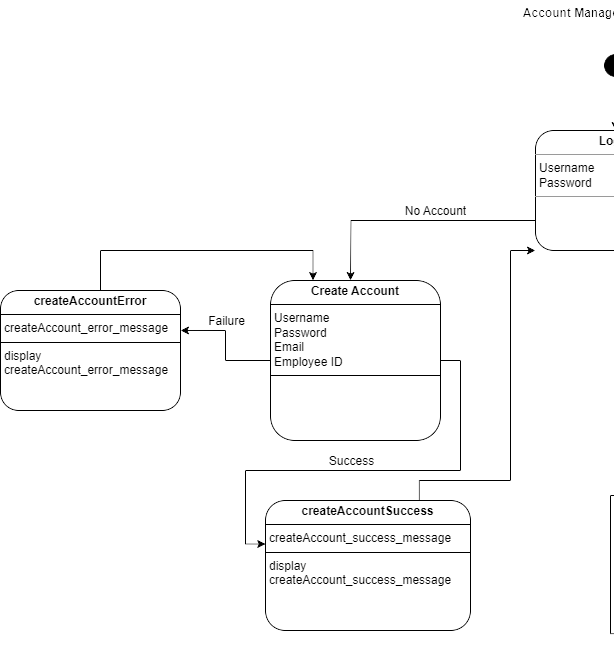 Account Manag
Lo
Username
Password
No Account
createAccountError
createAccount_error_message
display
createAccount_error_message
Failure
Create Account
Username
Password
Email
Employee ID
Success
createAccountSuccess
createAccount_success_message
display
createAccount_success_message